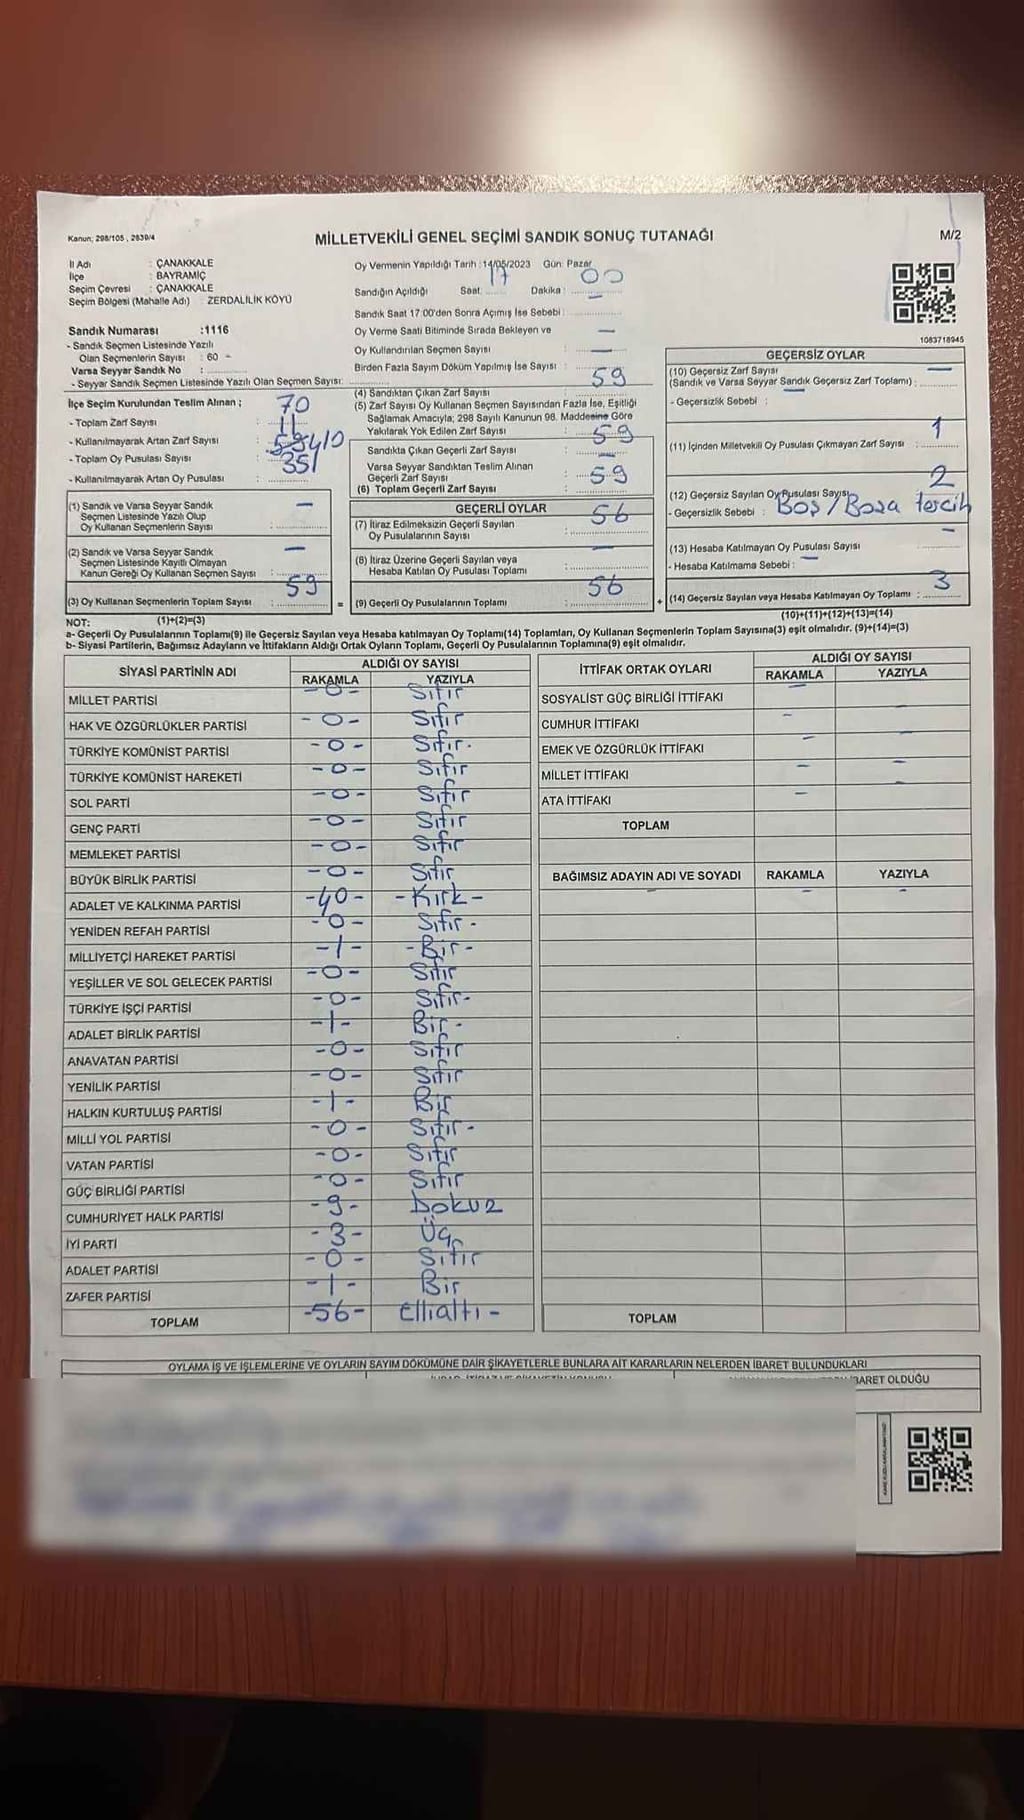 Kanun; 298/105 , 2839/4
MİLLETVEKİLİ GENEL SEÇİMİ SANDIK SONUÇ TUTANAĞI
M/2
İl Adı : ÇANAKKALE
İlçe : BAYRAMİÇ
Seçim Çevresi : ÇANAKKALE
Seçim Bölgesi (Mahalle Adı) : ZERDALİLİK KÖYÜ
Sandık Numarası :1116
- Sandık Seçmen Listesinde Yazılı
Olan Seçmenlerin Sayısı : 60 -
Varsa Seyyar Sandık No :
- Seyyar Sandık Seçmen Listesinde Yazılı Olan Seçmen Sayısı:
İlçe Seçim Kurulundan Teslim Alınan ;
- Toplam Zarf Sayısı : 70
- Kullanılmayarak Artan Zarf Sayısı : 11
- Toplam Oy Pusulası Sayısı : 410
- Kullanılmayarak Artan Oy Pusulası : 351
(1) Sandık ve Varsa Seyyar Sandık
Seçmen Listesinde Yazılı Olup
Oy Kullanan Seçmenlerin Sayısı : —
(2) Sandık ve Varsa Seyyar Sandık
Seçmen Listesinde Kayıtlı Olmayan
Kanun Gereği Oy Kullanan Seçmen Sayısı : —
(3) Oy Kullanan Seçmenlerin Toplam Sayısı : 59
(1)+(2)=(3)
Oy Vermenin Yapıldığı Tarih : 14/05/2023 Gün: Pazar
Sandığın Açıldığı Saat: 17 Dakika : 00
Sandık Saat 17:00'den Sonra Açımış İse Sebebi : —
Oy Verme Saati Bitiminde Sırada Bekleyen ve
Oy Kullandırılan Seçmen Sayısı : —
Birden Fazla Sayım Döküm Yapılmış İse Sayısı : —
(4) Sandıktan Çıkan Zarf Sayısı : 59
(5) Zarf Sayısı Oy Kullanan Seçmen Sayısından Fazla İse, Eşitliği
Sağlamak Amacıyla; 298 Sayılı Kanunun 98. Maddesine Göre
Yakılarak Yok Edilen Zarf Sayısı :
Sandıkta Çıkan Geçerli Zarf Sayısı : 59
Varsa Seyyar Sandıktan Teslim Alınan
Geçerli Zarf Sayısı : —
(6) Toplam Geçerli Zarf Sayısı : 59
GEÇERLİ OYLAR
(7) İtiraz Edilmeksizin Geçerli Sayılan
Oy Pusulalarının Sayısı : 56
(8) İtiraz Üzerine Geçerli Sayılan veya
Hesaba Katılan Oy Pusulası Toplamı : —
= (9) Geçerli Oy Pusulalarının Toplamı : 56 +
1083718945
GEÇERSİZ OYLAR
(10) Geçersiz Zarf Sayısı
(Sandık ve Varsa Seyyar Sandık Geçersiz Zarf Toplamı) : —
- Geçersizlik Sebebi : —
(11) İçinden Milletvekili Oy Pusulası Çıkmayan Zarf Sayısı : 1
(12) Geçersiz Sayılan Oy Pusulası Sayısı 2
- Geçersizlik Sebebi : Boş/Boza tercih
(13) Hesaba Katılmayan Oy Pusulası Sayısı —
- Hesaba Katılmama Sebebi : —
(14) Geçersiz Sayılan veya Hesaba Katılmayan Oy Toplamı : 3
(10)+(11)+(12)+(13)=(14)
NOT:
a- Geçerli Oy Pusulalarının Toplamı(9) ile Geçersiz Sayılan veya Hesaba katılmayan Oy Toplamı(14) Toplamları, Oy Kullanan Seçmenlerin Toplam Sayısına(3) eşit olmalıdır. (9)+(14)=(3)
b- Siyasi Partilerin, Bağımsız Adayların ve İttifakların Aldığı Ortak Oyların Toplamı, Geçerli Oy Pusulalarının Toplamına(9) eşit olmalıdır.
SİYASİ PARTİNİN ADI ALDIĞI OY SAYISI
RAKAMLA YAZIYLA
MİLLET PARTİSİ -0- Sıfır
HAK VE ÖZGÜRLÜKLER PARTİSİ -0- Sıfır
TÜRKİYE KOMÜNİST PARTİSİ -0- Sıfır.
TÜRKİYE KOMÜNİST HAREKETİ -0- Sıfır
SOL PARTİ -0- Sıfır
GENÇ PARTİ -0- Sıfır
MEMLEKET PARTİSİ -0- Sıfır
BÜYÜK BİRLİK PARTİSİ -0- Sıfır
ADALET VE KALKINMA PARTİSİ -40- -Kırk-
YENİDEN REFAH PARTİSİ -0- Sıfır.
MİLLİYETÇİ HAREKET PARTİSİ -1- -Bir-
YEŞİLLER VE SOL GELECEK PARTİSİ -0- Sıfır
TÜRKİYE İŞÇİ PARTİSİ -0- Sıfır-
ADALET BİRLİK PARTİSİ -1- Bir.
ANAVATAN PARTİSİ -0- Sıfır
YENİLİK PARTİSİ -0- Sıfır
HALKIN KURTULUŞ PARTİSİ -1- Bir
MİLLİ YOL PARTİSİ -0- Sıfır.
VATAN PARTİSİ -0- Sıfır
GÜÇ BİRLİĞİ PARTİSİ -0- Sıfır
CUMHURİYET HALK PARTİSİ -9- Dokuz
İYİ PARTİ -3- Üç
ADALET PARTİSİ -0- Sıfır
ZAFER PARTİSİ -1- Bir
TOPLAM -56- Elliatlı-
İTTİFAK ORTAK OYLARI ALDIĞI OY SAYISI
RAKAMLA YAZIYLA
SOSYALİST GÜÇ BİRLİĞİ İTTİFAKI —
CUMHUR İTTİFAKI — —
EMEK VE ÖZGÜRLÜK İTTİFAKI — —
MİLLET İTTİFAKI — —
ATA İTTİFAKI — —
TOPLAM
BAĞIMSIZ ADAYIN ADI VE SOYADI RAKAMLA YAZIYLA
— — —
TOPLAM
OYLAMA İŞ VE İŞLEMLERİNE VE OYLARIN SAYIM DÖKÜMÜNE DAİR ŞİKAYETLERLE BUNLARA AİT KARARLARIN NELERDEN İBARET BULUNDUKLARI
İBARET OLDUĞU